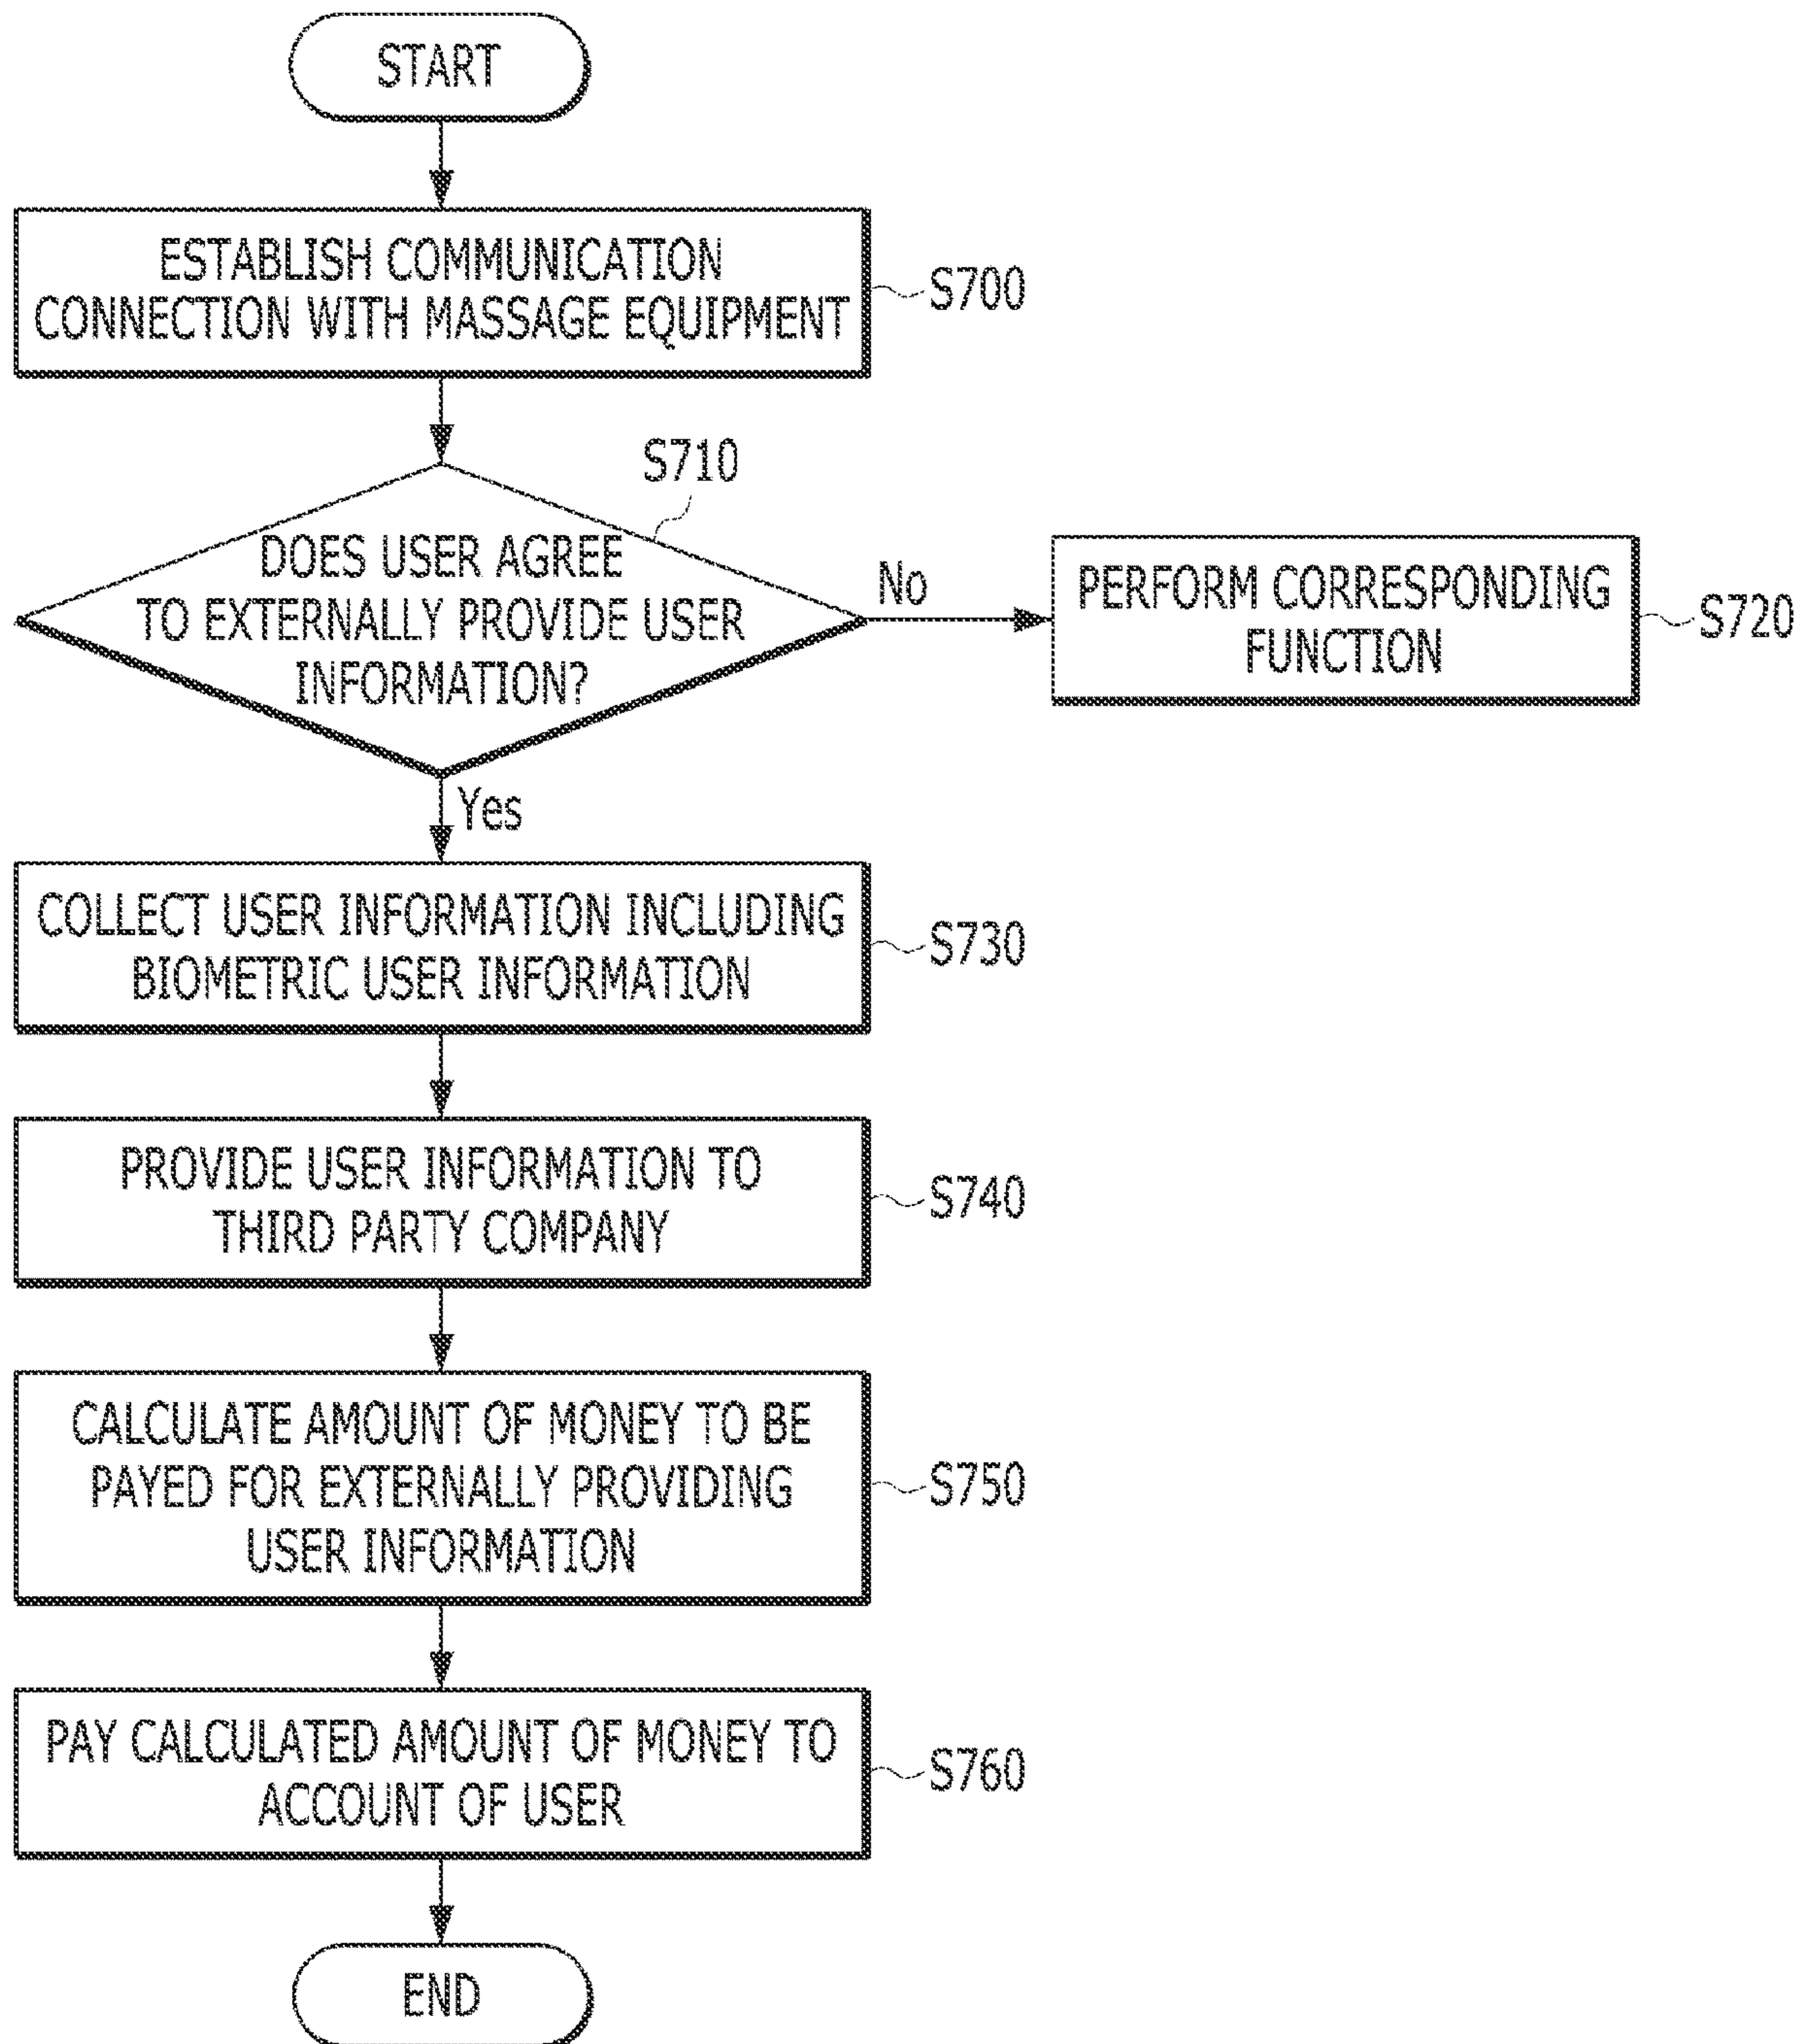 START
ESTABLISH COMMUNICATION
CONNECTION WITH MASSAGE EQUIPMENT
S700
S710
DOES USER AGREE
TO EXTERNALLY PROVIDE USER
INFORMATION?
No
PERFORM CORRESPONDING
FUNCTION
S720
Yes
COLLECT USER INFORMATION INCLUDING
BIOMETRIC USER INFORMATION
S730
PROVIDE USER INFORMATION TO
THIRD PARTY COMPANY
S740
CALCULATE AMOUNT OF MONEY TO BE
PAYED FOR EXTERNALLY PROVIDING
USER INFORMATION
S750
PAY CALCULATED AMOUNT OF MONEY TO
ACCOUNT OF USER
S760
END